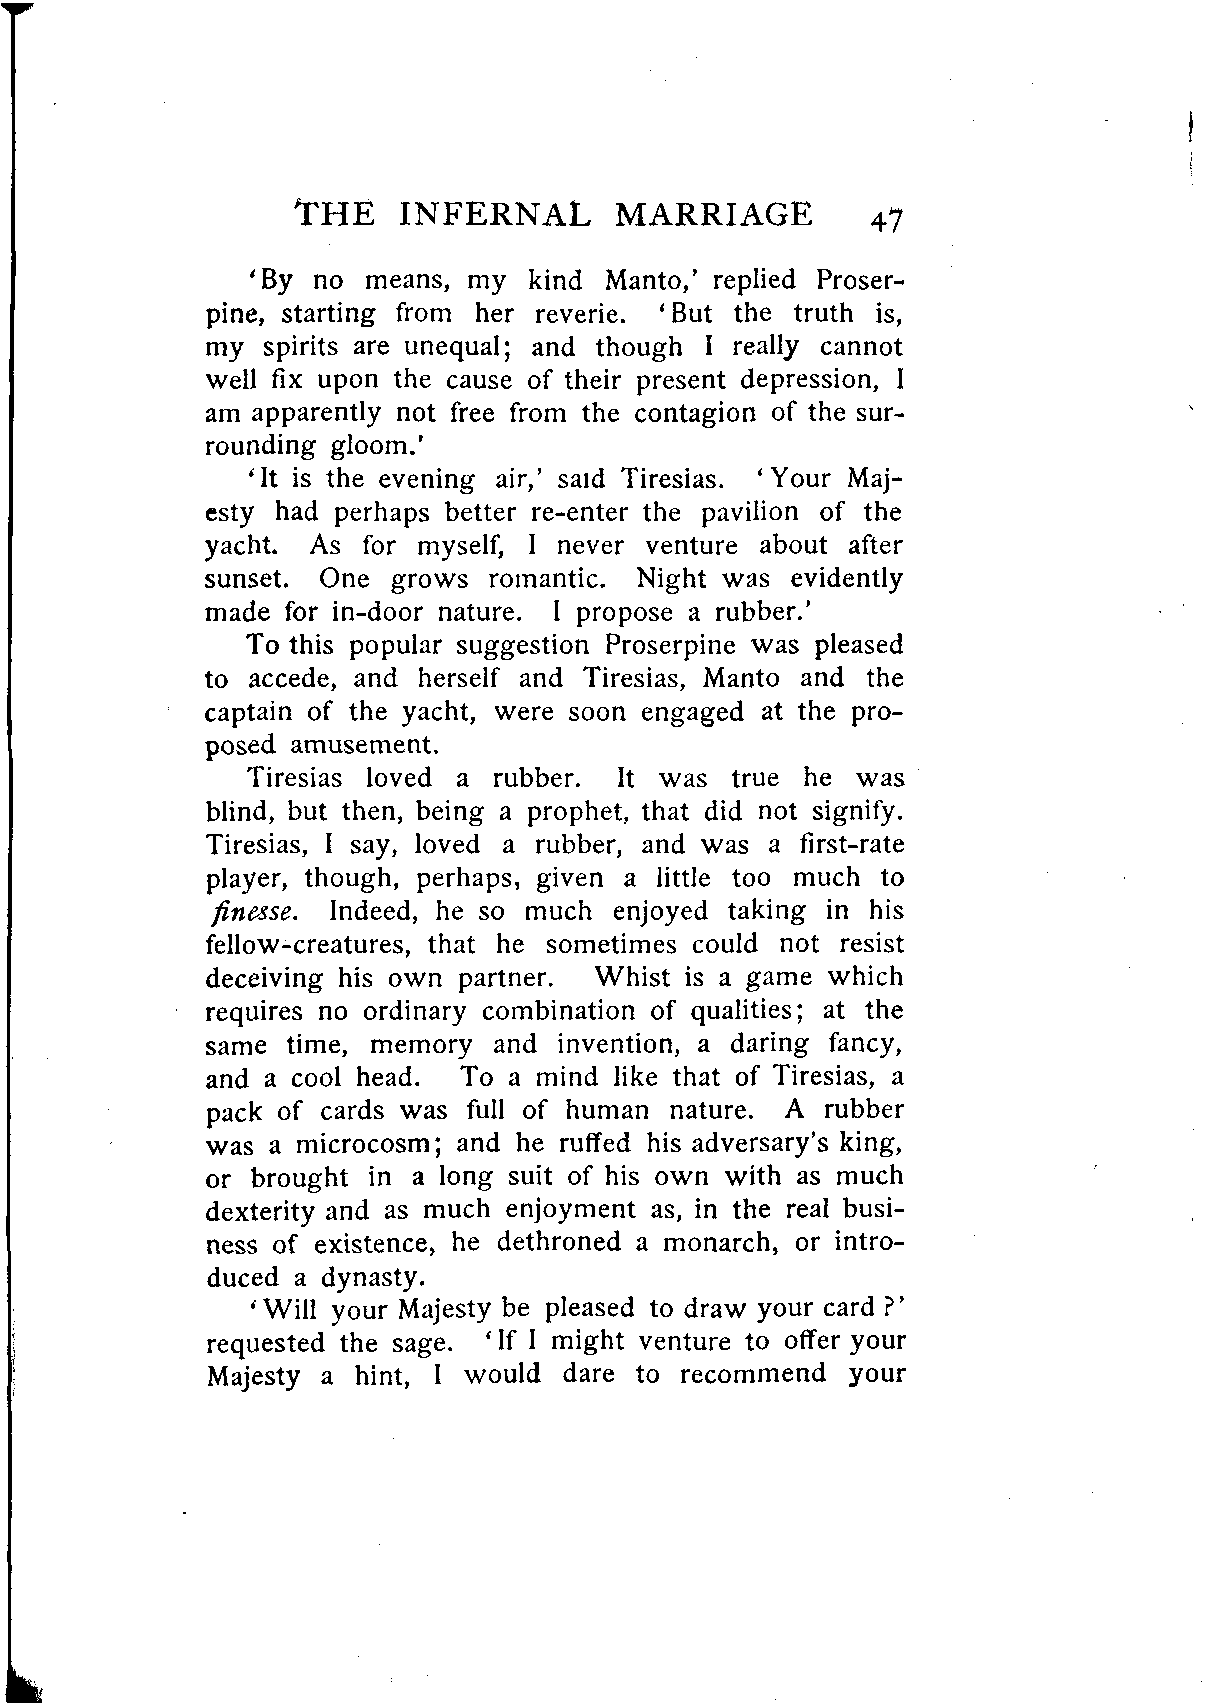 THE INFERNAL MARRIAGE 47
‘By no means, my kind Manto,’ replied Proser-
pine, starting from her reverie. ‘But the truth is,
my spirits are unequal; and though I really cannot
well fix upon the cause of their present depression, I
am apparently not free from the contagion of the sur-
rounding gloom.’
‘It is the evening air,’ said Tiresias. ‘Your Maj-
esty had perhaps better re-enter the pavilion of the
yacht. As for myself, I never venture about after
sunset. One grows romantic. Night was evidently
made for in-door nature. I propose a rubber.’
To this popular suggestion Proserpine was pleased
to accede, and herself and Tiresias, Manto and the
captain of the yacht, were soon engaged at the pro-
posed amusement.
Tiresias loved a rubber. It was true he was
blind, but then, being a prophet, that did not signify.
Tiresias, I say, loved a rubber, and was a first-rate
player, though, perhaps, given a little too much to
finesse. Indeed, he so much enjoyed taking in his
fellow-creatures, that he sometimes could not resist
deceiving his own partner. Whist is a game which
requires no ordinary combination of qualities; at the
same time, memory and invention, a daring fancy,
and a cool head. To a mind like that of Tiresias, a
pack of cards was full of human nature. A rubber
was a microcosm; and he ruffed his adversary’s king,
or brought in a long suit of his own with as much
dexterity and as much enjoyment as, in the real busi-
ness of existence, he dethroned a monarch, or intro-
duced a dynasty.
‘Will your Majesty be pleased to draw your card?’
requested the sage. ‘If I might venture to offer your
Majesty a hint, I would dare to recommend your